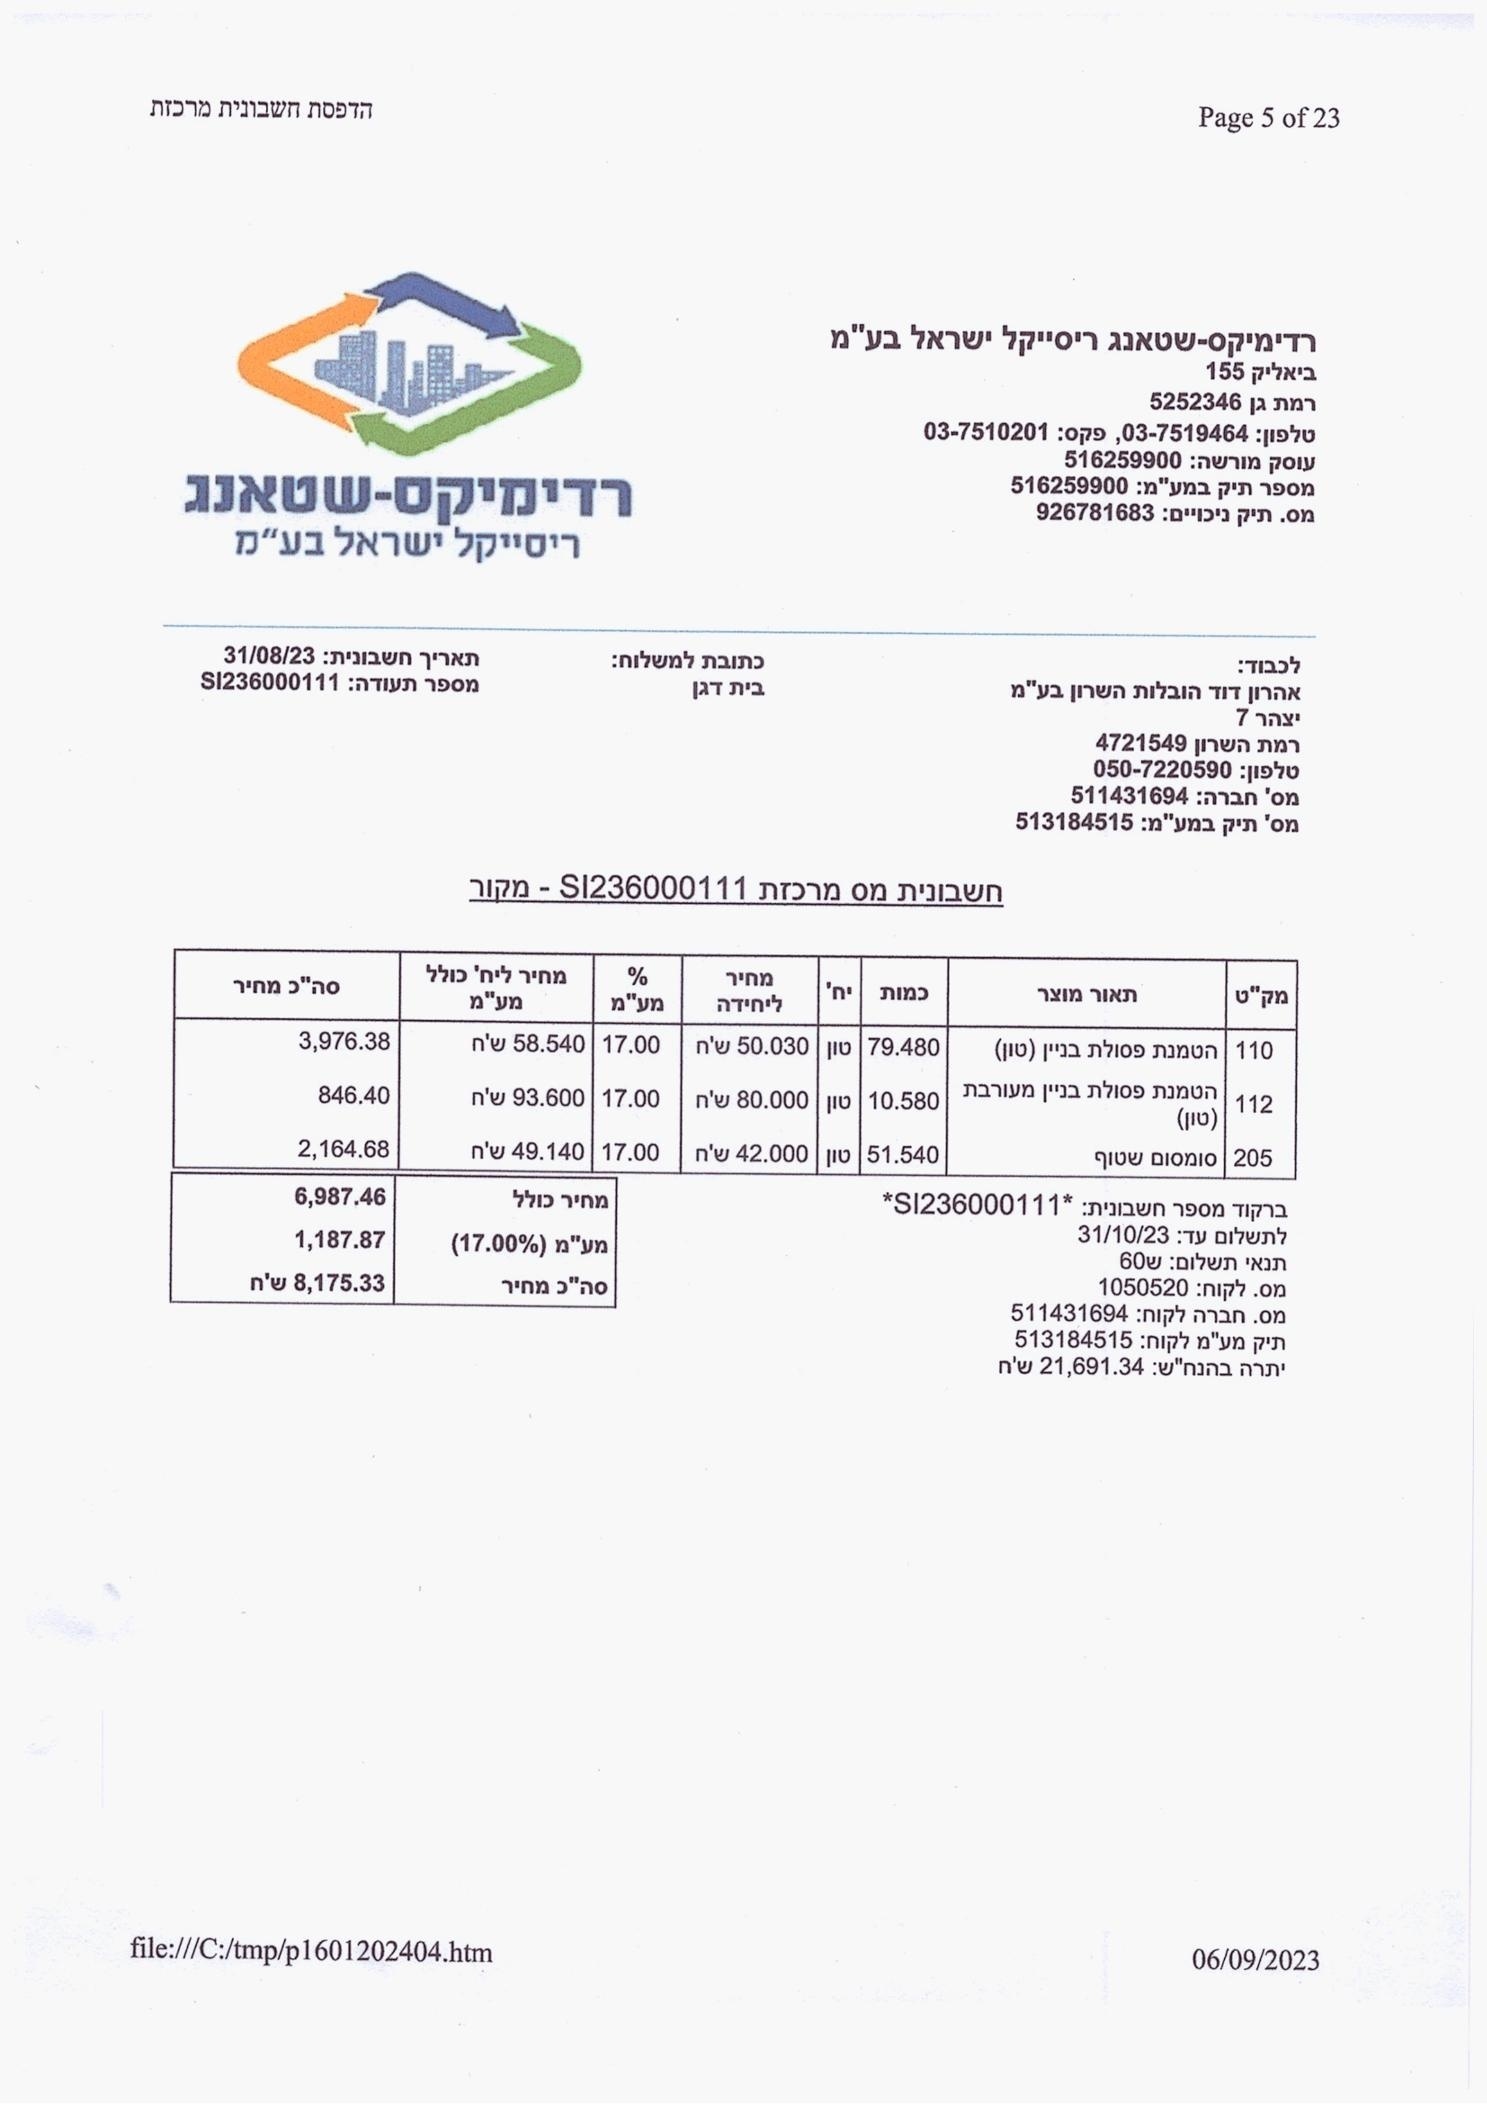 הדפסת חשבונית מרכזת
Page 5 of 23
רדימיקס-שטאנג
ריסייקל ישראל בע"מ
רדימיקס-שטאנג ריסייקל ישראל בע"מ
ביאליק 155
רמת גן 5252346
טלפון: 03-7519464, פקס: 03-7510201
עוסק מורשה: 516259900
מספר תיק במע"מ: 516259900
מס. תיק ניכויים: 926781683
לכבוד:
אהרון דוד הובלות השרון בע"מ
יצהר 7
רמת השרון 4721549
טלפון: 050-7220590
מס' חברה: 511431694
מס' תיק במע"מ: 513184515
כתובת למשלוח:
בית דגן
תאריך חשבונית: 31/08/23
מספר תעודה: SI236000111
חשבונית מס מרכזת SI236000111 - מקור
מק"ט תאור מוצר כמות יח' מחיר ליחידה % מע"מ מחיר ליח' כולל מע"מ סה"כ מחיר
110 הטמנת פסולת בניין (טון) 79.480 טון 50.030 ש'ח 17.00 58.540 ש'ח 3,976.38
112 הטמנת פסולת בניין מעורבת (טון) 10.580 טון 80.000 ש'ח 17.00 93.600 ש'ח 846.40
205 סומסום שטוף 51.540 טון 42.000 ש'ח 17.00 49.140 ש'ח 2,164.68
מחיר כולל 6,987.46
מע"מ (17.00%) 1,187.87
סה"כ מחיר 8,175.33 ש'ח
ברקוד מספר חשבונית: *SI236000111*
לתשלום עד: 31/10/23
תנאי תשלום: ש60
מס. לקוח: 1050520
מס. חברה לקוח: 511431694
תיק מע"מ לקוח: 513184515
יתרה בהנח"ש: 21,691.34 ש'ח
file:///C:/tmp/p1601202404.htm
06/09/2023